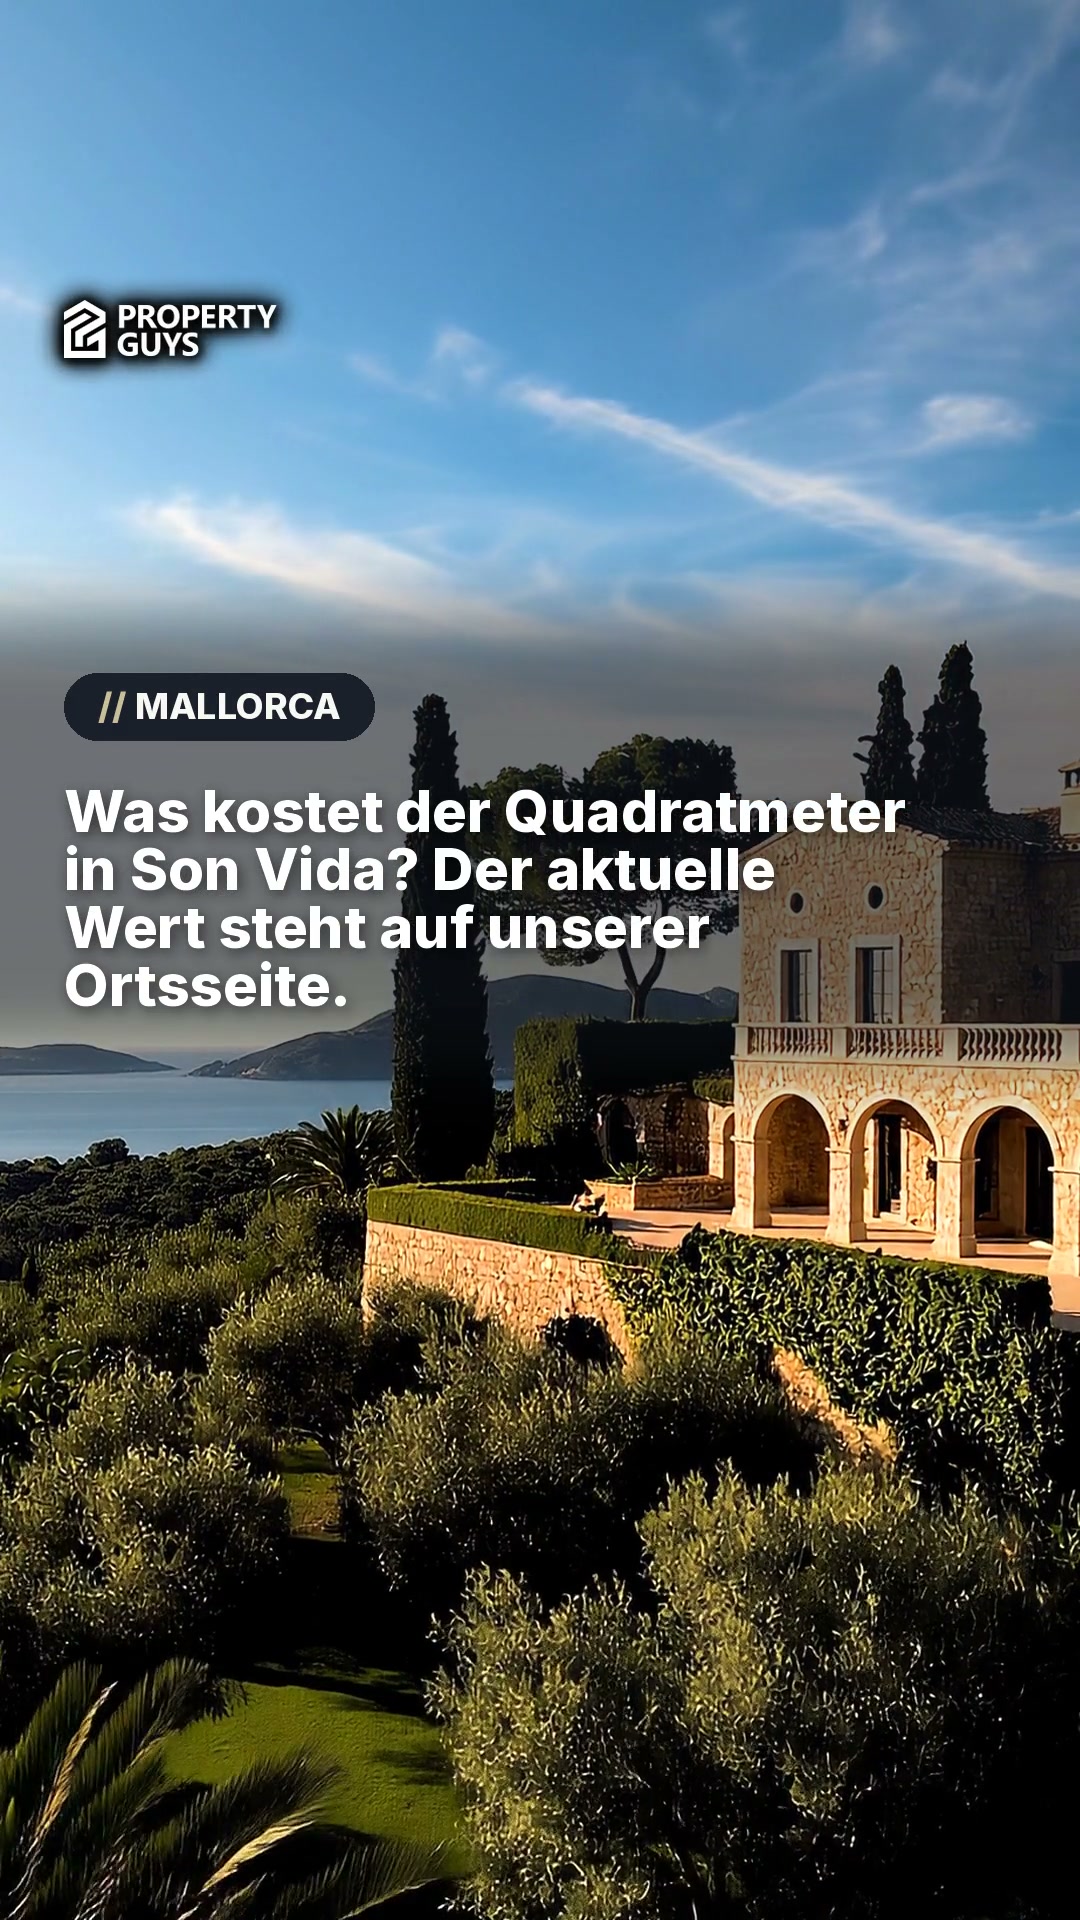 PROPERTY
GUYS
// MALLORCA
Was kostet der Quadratmeter
in Son Vida? Der aktuelle
Wert steht auf unserer
Ortsseite.